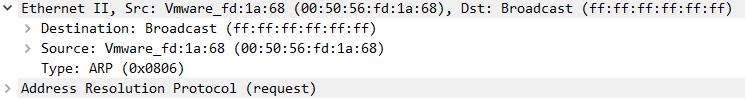 Ethernet II, Src: Vmware_fd:1a:68 (00:50:56:fd:1a:68), Dst: Broadcast (ff:ff:ff:ff:ff:ff)
Destination: Broadcast (ff:ff:ff:ff:ff:ff)
Source: Vmware_fd:1a:68 (00:50:56:fd:1a:68)
Type: ARP (0x0806)
Address Resolution Protocol (request)